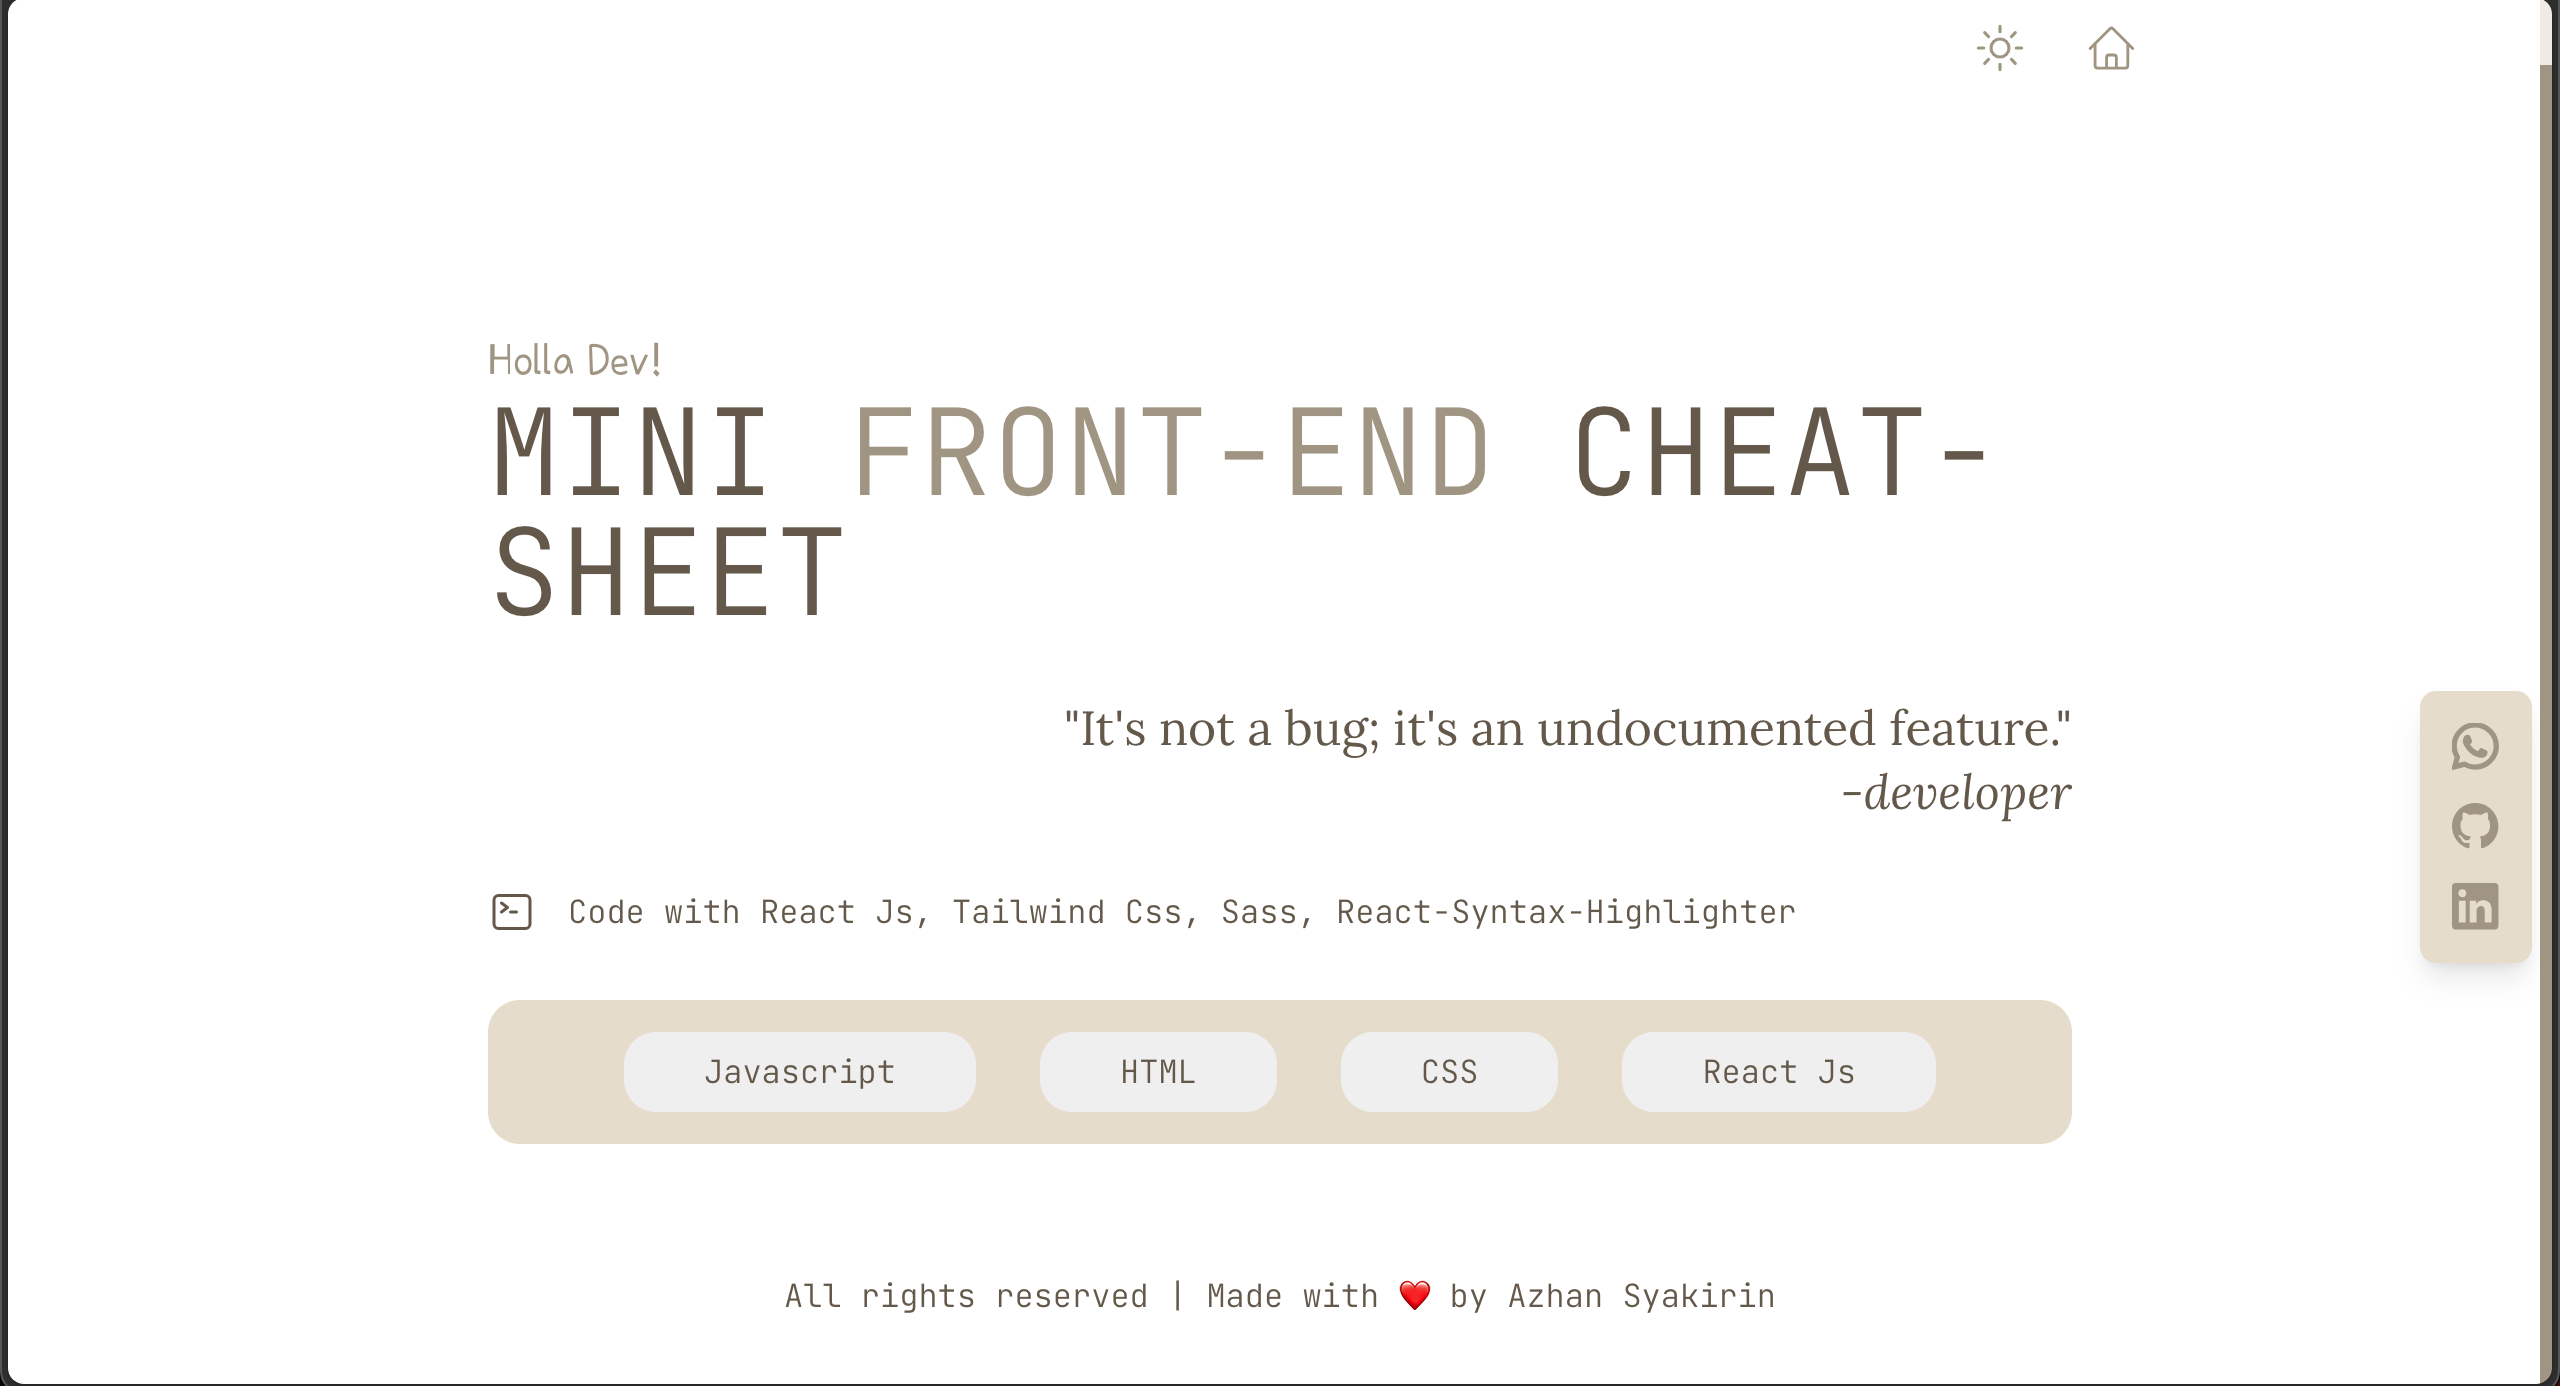 Holla Dev!
MINI FRONT-END CHEAT-
SHEET
"It's not a bug; it's an undocumented feature."
-developer
Code with React Js, Tailwind Css, Sass, React-Syntax-Highlighter
Javascript
HTML
CSS
React Js
All rights reserved | Made with ❤️ by Azhan Syakirin